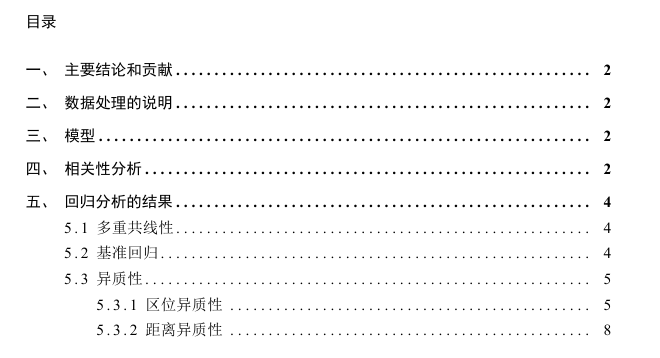 目录
一、 主要结论和贡献...................................................... 2
二、 数据处理的说明...................................................... 2
三、 模型................................................................ 2
四、 相关性分析.......................................................... 2
五、 回归分析的结果...................................................... 4
5.1 多重共线性...................................................... 4
5.2 基准回归........................................................ 4
5.3 异质性.......................................................... 5
5.3.1 区位异质性 ............................................... 5
5.3.2 距离异质性 ............................................... 8